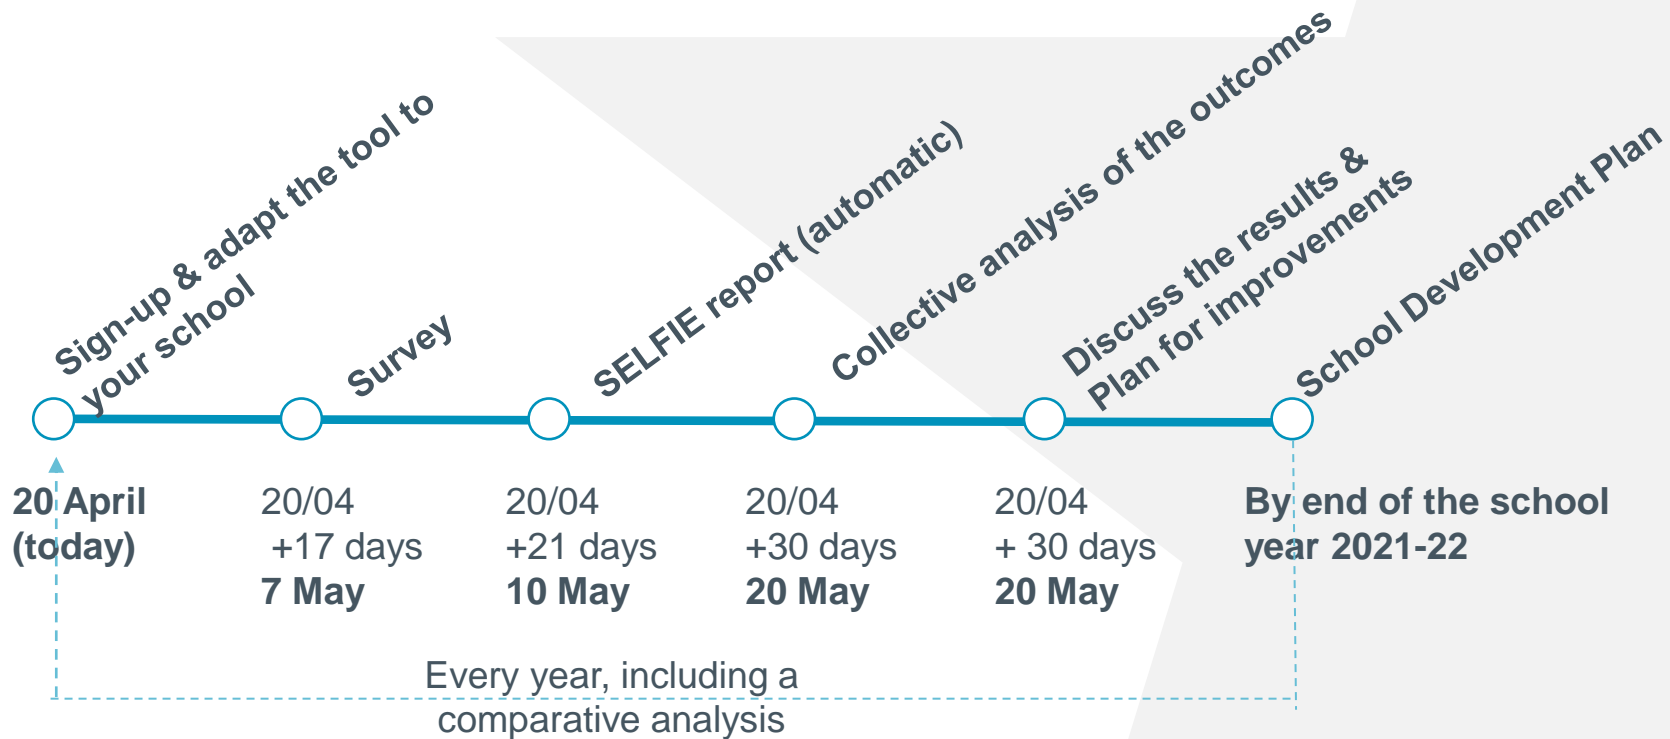 Sign-up & adapt the tool to
your school
Survey
SELFIE report (automatic)
Collective analysis of the outcomes
Discuss the results &
Plan for improvements
School Development Plan
20 April
(today)
20/04
+17 days
7 May
20/04
+21 days
10 May
20/04
+30 days
20 May
20/04
+ 30 days
20 May
By end of the school
year 2021-22
Every year, including a
comparative analysis